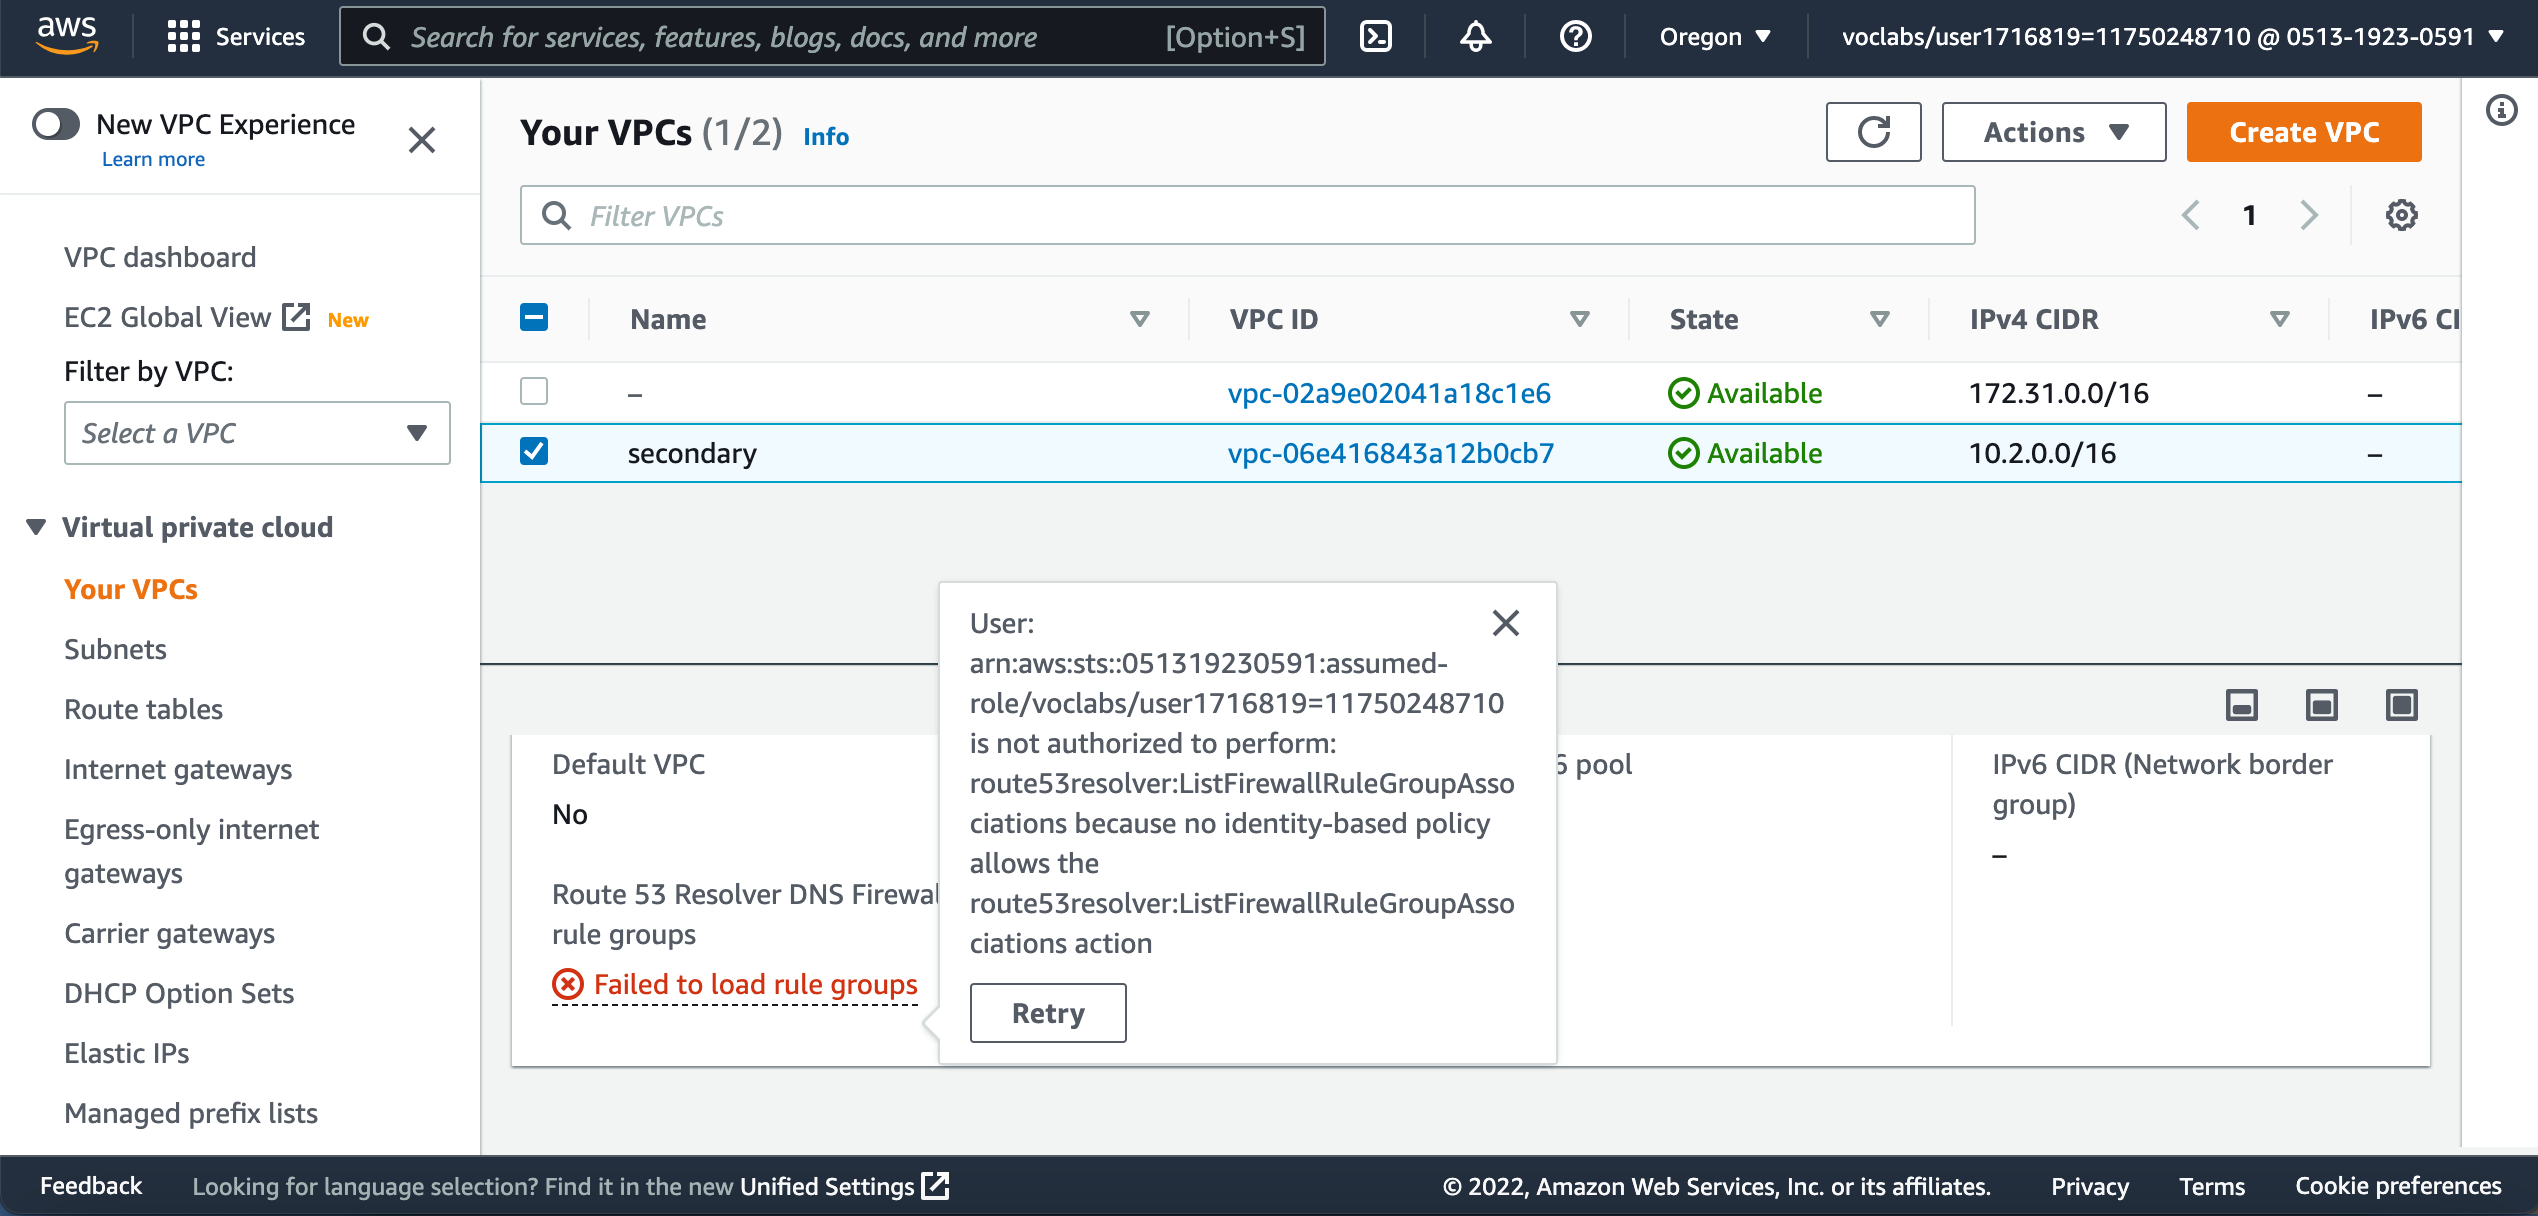 aws
Services
Search for services, features, blogs, docs, and more
[Option+S]
Oregon
voclabs/user1716819=11750248710 @ 0513-1923-0591
New VPC Experience
Learn more
VPC dashboard
EC2 Global View
New
Filter by VPC:
Select a VPC
Virtual private cloud
Your VPCs
Subnets
Route tables
Internet gateways
Egress-only internet
gateways
Carrier gateways
DHCP Option Sets
Elastic IPs
Managed prefix lists
Your VPCs (1/2) Info
Actions
Create VPC
Filter VPCs
1
Name
VPC ID
State
IPv4 CIDR
IPv6 CI
–
vpc-02a9e02041a18c1e6
Available
172.31.0.0/16
–
secondary
vpc-06e416843a12b0cb7
Available
10.2.0.0/16
–
Default VPC
No
Route 53 Resolver DNS Firewal
rule groups
Failed to load rule groups
User:
arn:aws:sts::051319230591:assumed-
role/voclabs/user1716819=11750248710
is not authorized to perform:
route53resolver:ListFirewallRuleGroupAsso
ciations because no identity-based policy
allows the
route53resolver:ListFirewallRuleGroupAsso
ciations action
Retry
6 pool
IPv6 CIDR (Network border
group)
–
Feedback
Looking for language selection? Find it in the new Unified Settings
© 2022, Amazon Web Services, Inc. or its affiliates.
Privacy
Terms
Cookie preferences